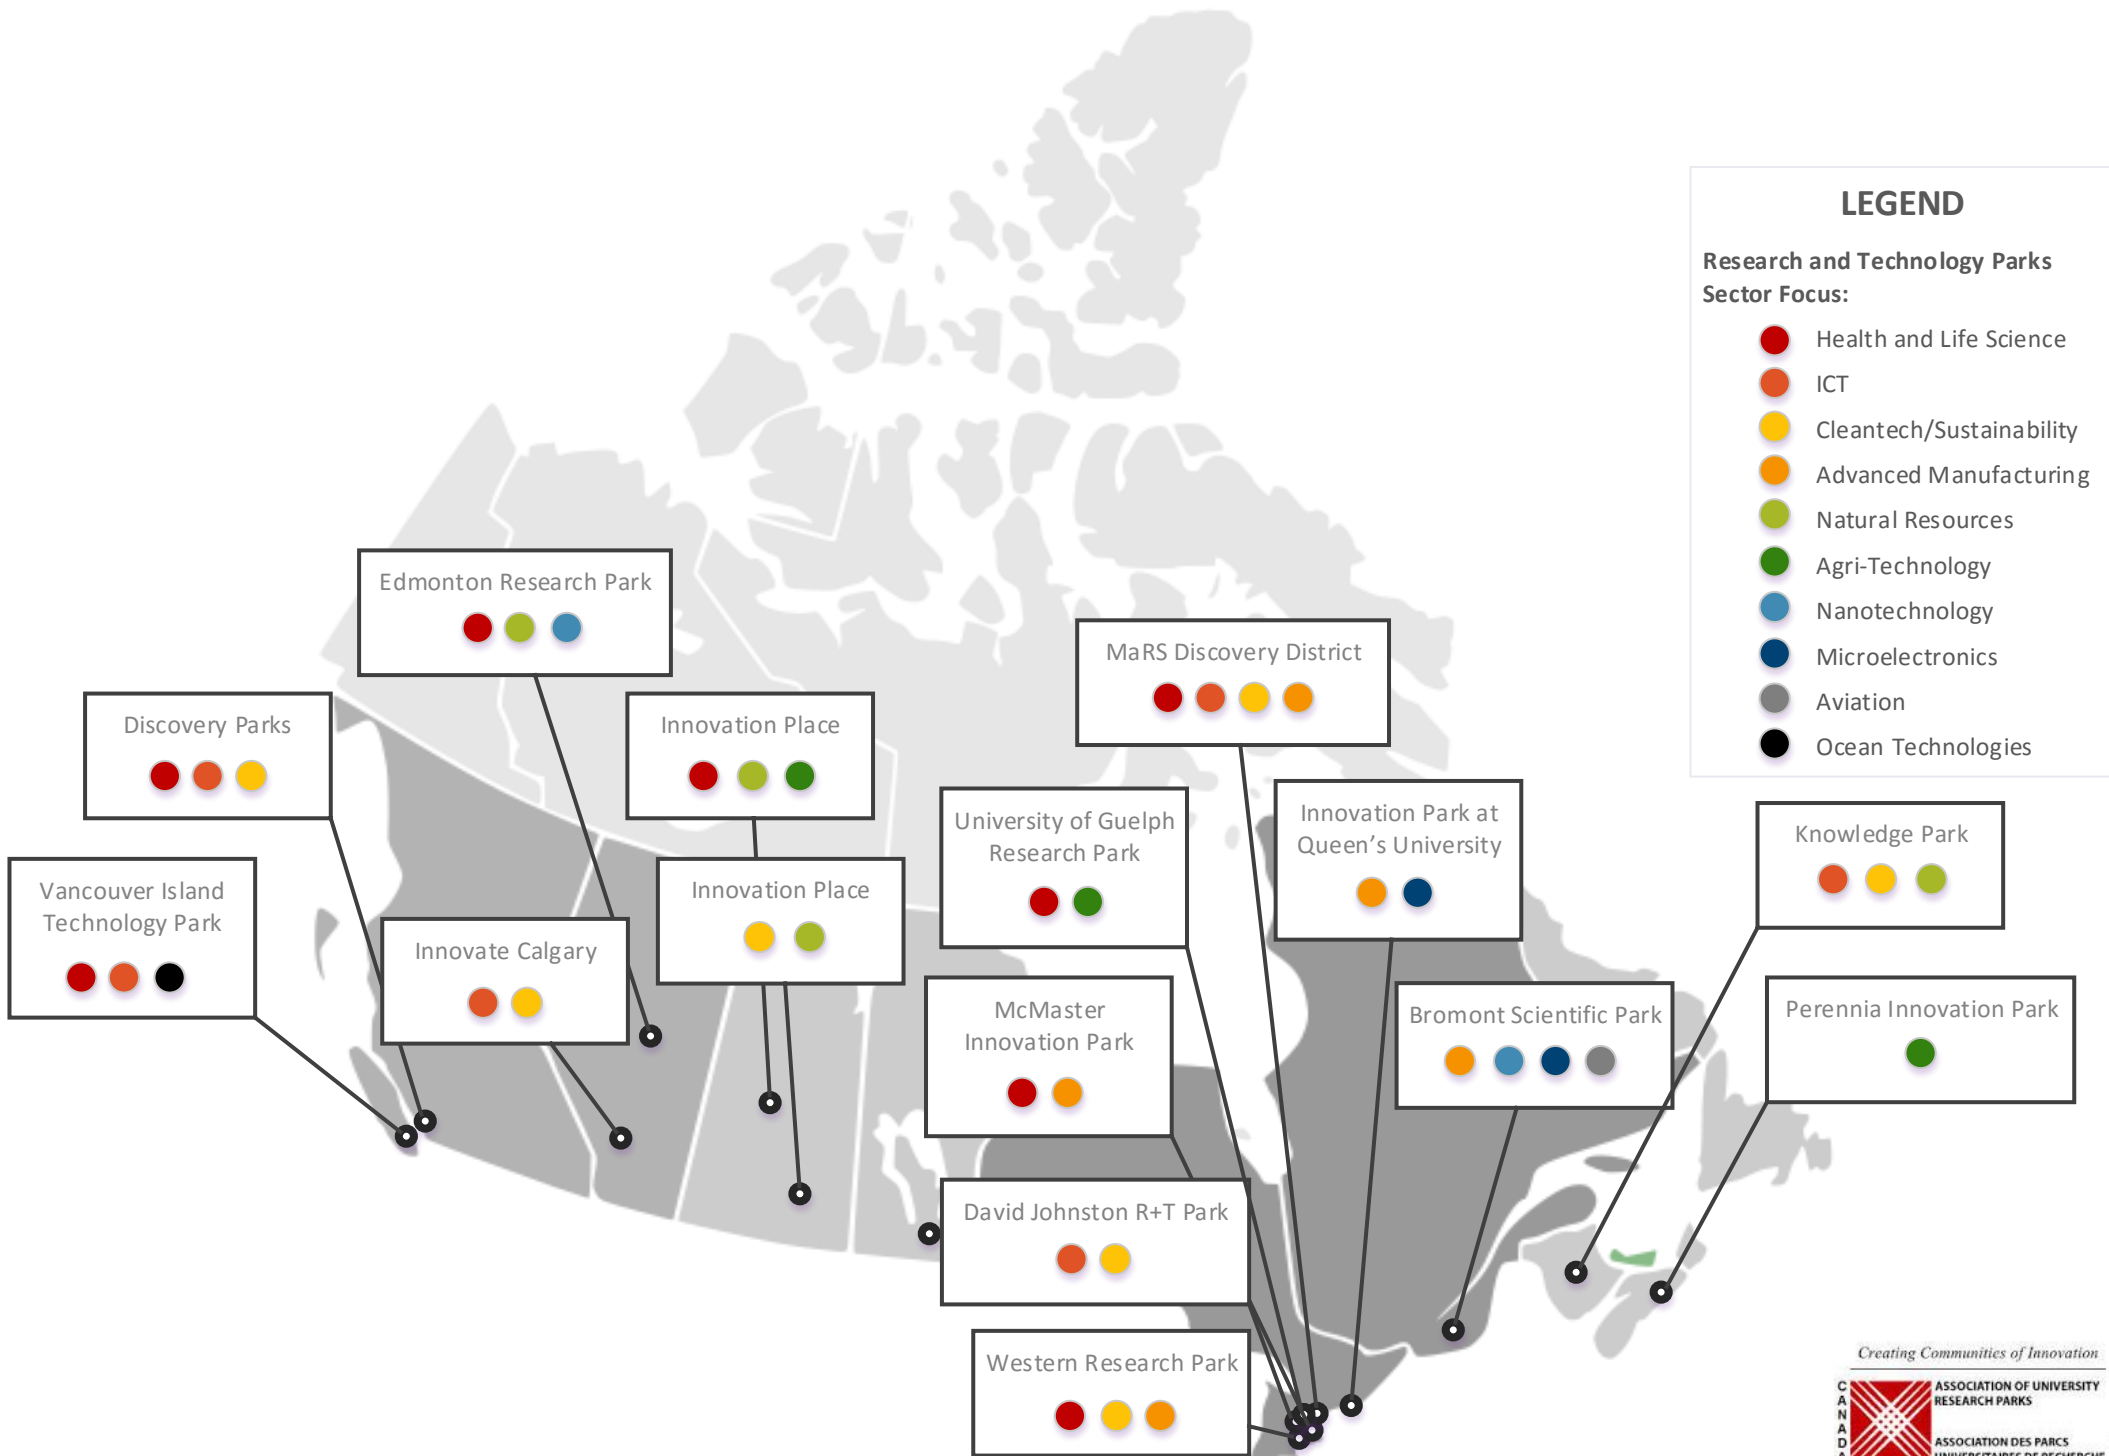 LEGEND
Research and Technology Parks
Sector Focus:
Health and Life Science
ICT
Cleantech/Sustainability
Advanced Manufacturing
Natural Resources
Agri-Technology
Nanotechnology
Microelectronics
Aviation
Ocean Technologies
Edmonton Research Park
MaRS Discovery District
Discovery Parks
Innovation Place
University of Guelph
Research Park
Innovation Park at
Queen’s University
Knowledge Park
Vancouver Island
Technology Park
Innovate Calgary
Innovation Place
McMaster
Innovation Park
Bromont Scientific Park
Perennia Innovation Park
David Johnston R+T Park
Western Research Park
Creating Communities of Innovation
CANADA
ASSOCIATION OF UNIVERSITY
RESEARCH PARKS
ASSOCIATION DES PARCS
UNIVERSITAIRES DE RECHERCHE